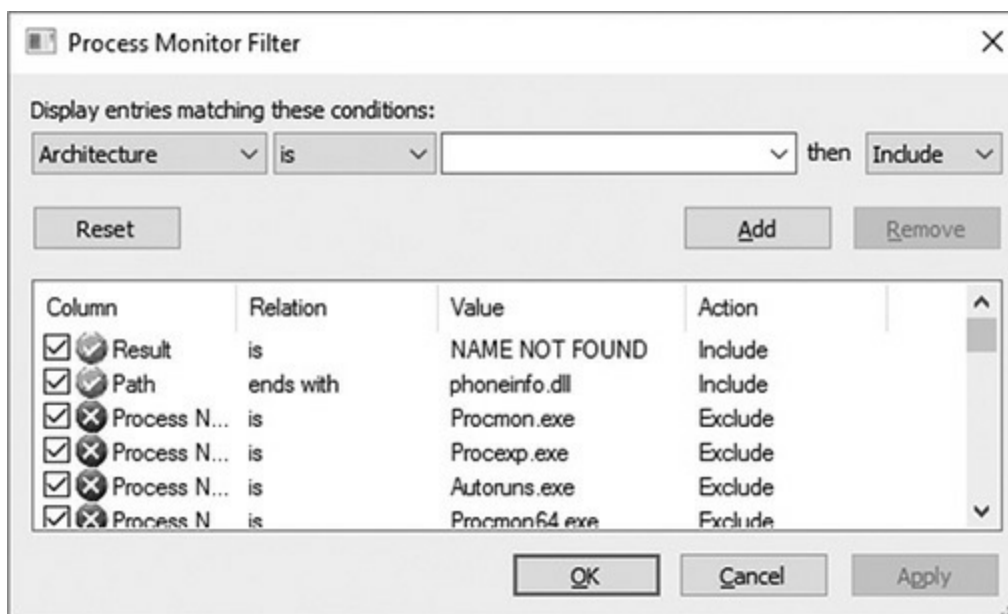 Process Monitor Filter
Display entries matching these conditions:
Architecture is then Include
Reset Add Remove
Column Relation Value Action
Result is NAME NOT FOUND Include
Path ends with phoneinfo.dll Include
Process N... is Procmon.exe Exclude
Process N... is Procexp.exe Exclude
Process N... is Autoruns.exe Exclude
Process N is Procmon64.exe Exclude
OK Cancel Apply